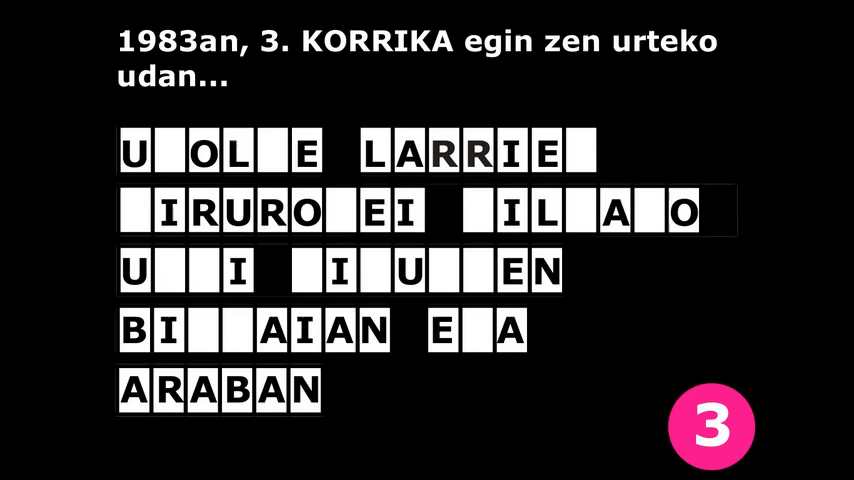 1983an, 3. KORRIKA egin zen urteko
udan...
U OL E LARRIE
IRURO EI IL A O
U I I U EN
BI AIAN E A
ARABAN
3